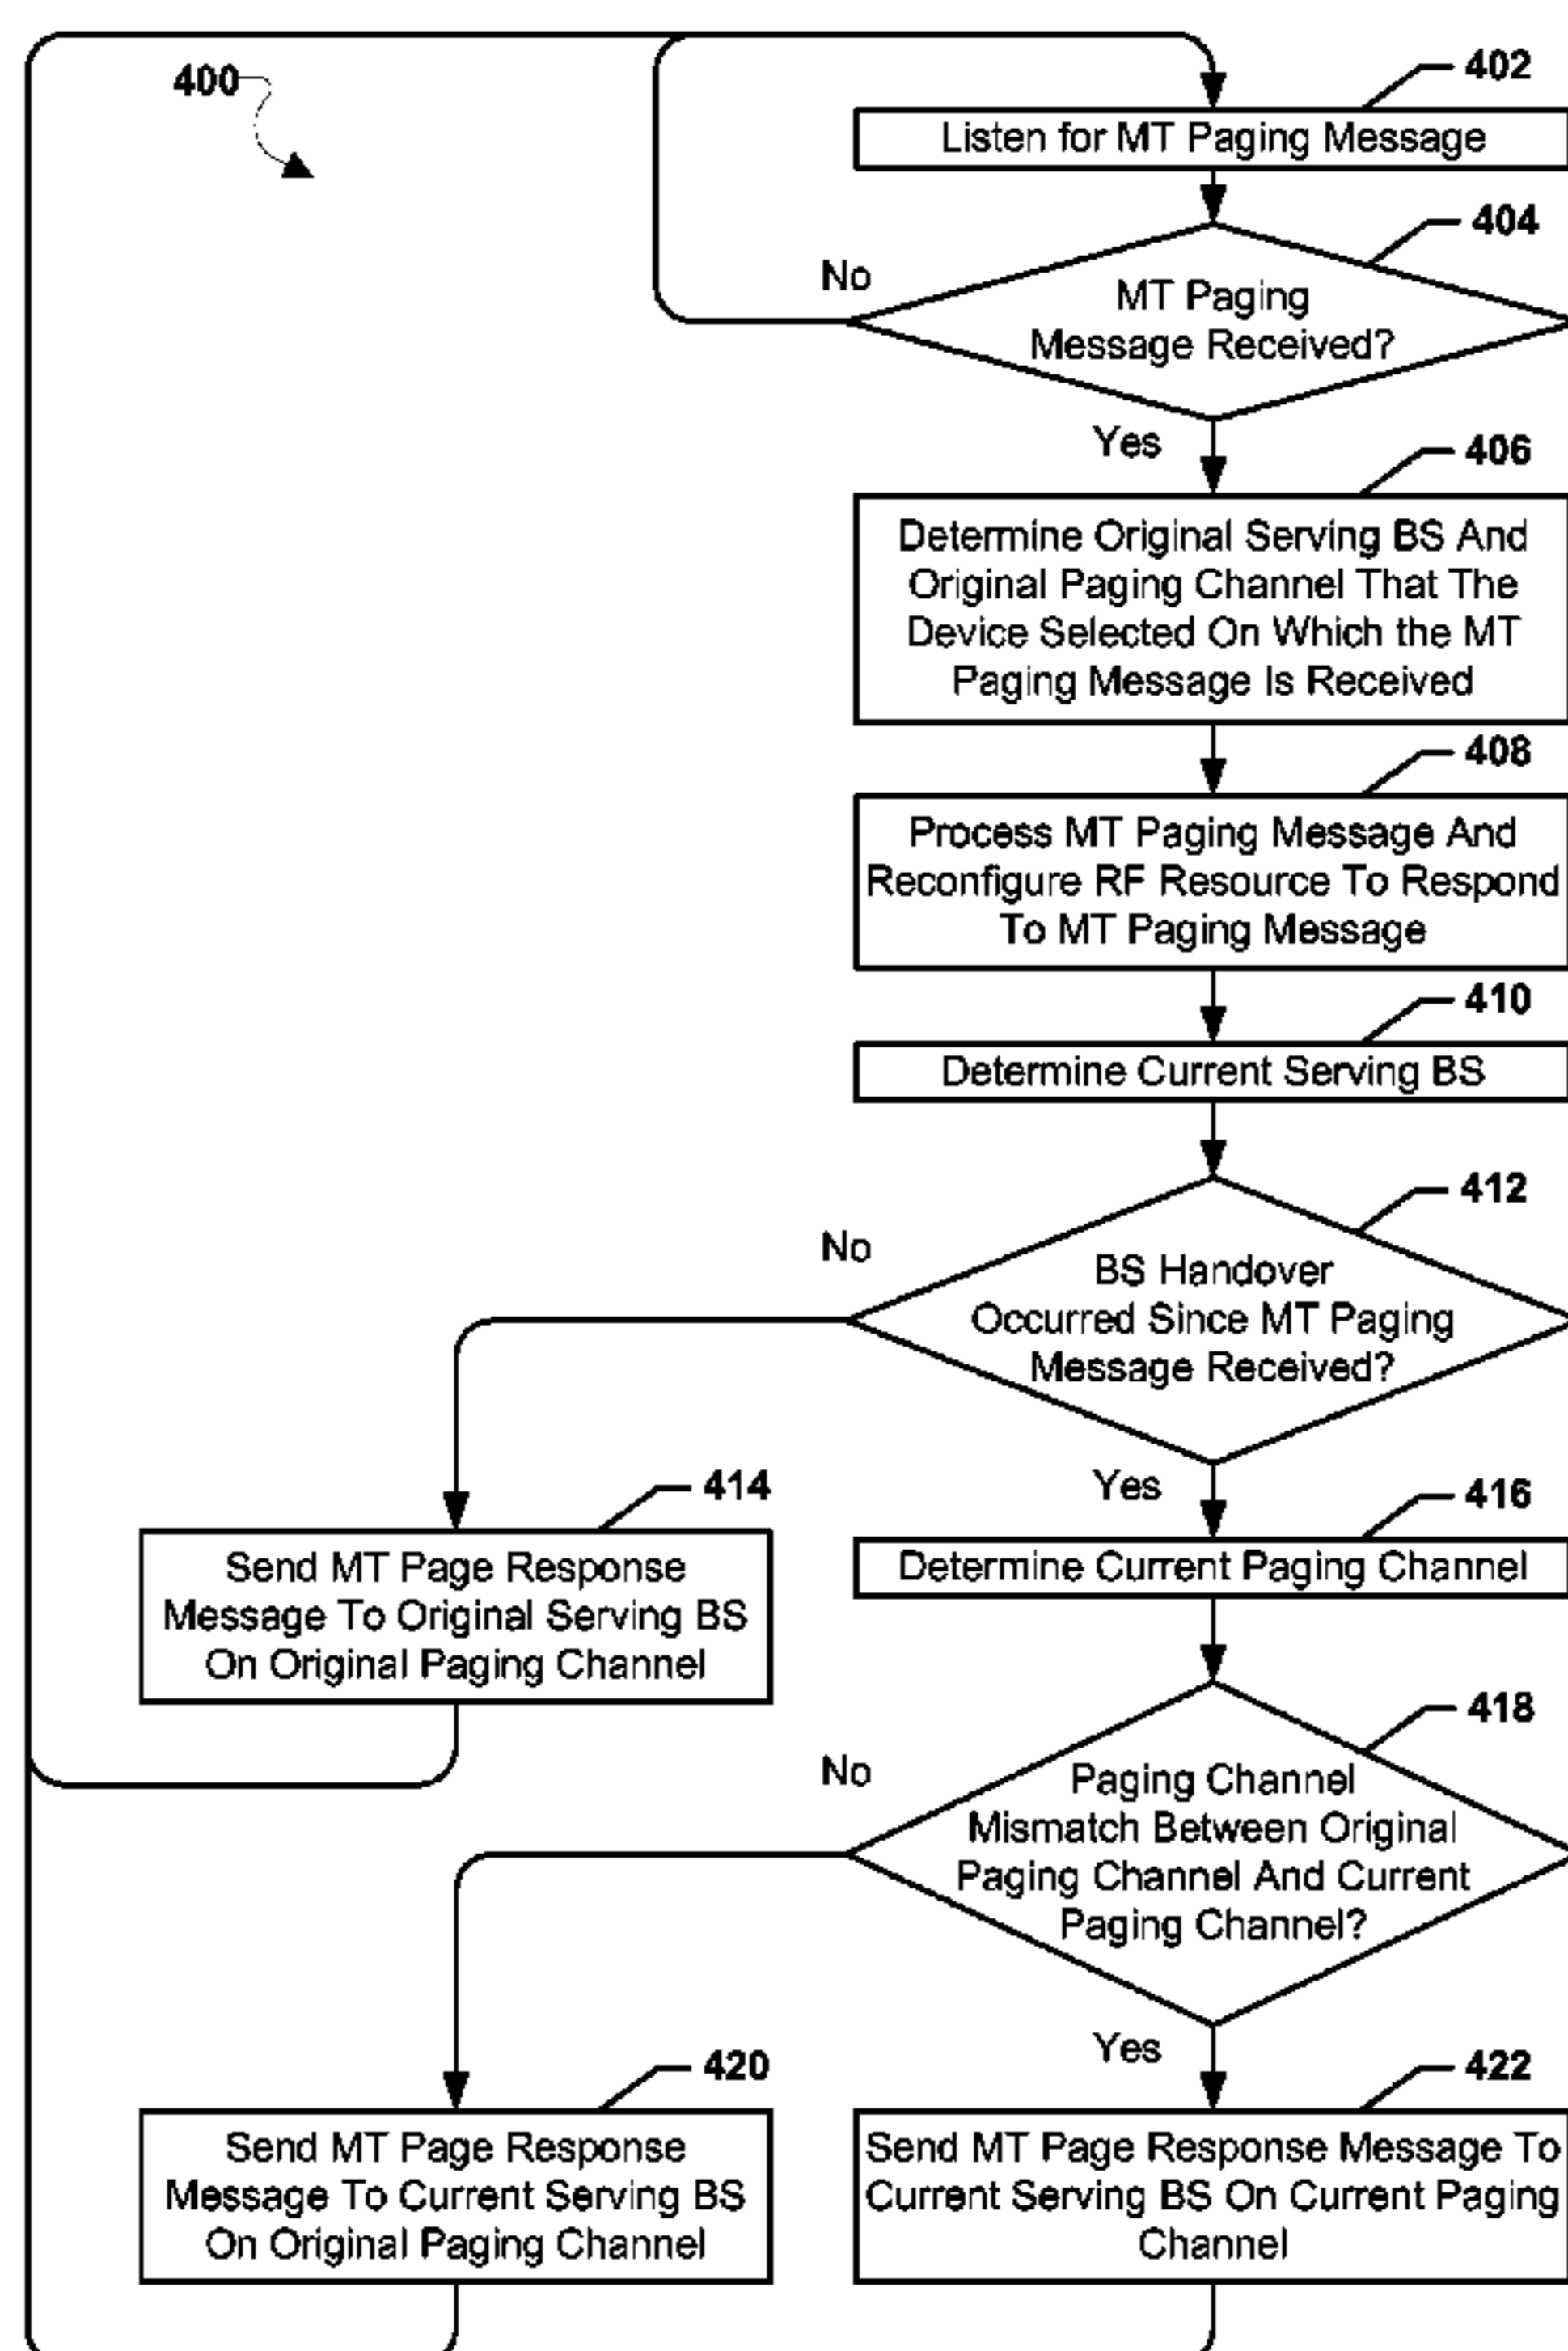 400
402
Listen for MT Paging Message
404
No
MT Paging
Message Received?
Yes
406
Determine Original Serving BS And
Original Paging Channel That The
Device Selected On Which the MT
Paging Message Is Received
408
Process MT Paging Message And
Reconfigure RF Resource To Respond
To MT Paging Message
410
Determine Current Serving BS
412
No
BS Handover
Occurred Since MT Paging
Message Received?
Yes
414
Send MT Page Response
Message To Original Serving BS
On Original Paging Channel
416
Determine Current Paging Channel
418
No
Paging Channel
Mismatch Between Original
Paging Channel And Current
Paging Channel?
Yes
420
Send MT Page Response
Message To Current Serving BS
On Original Paging Channel
422
Send MT Page Response Message To
Current Serving BS On Current Paging
Channel